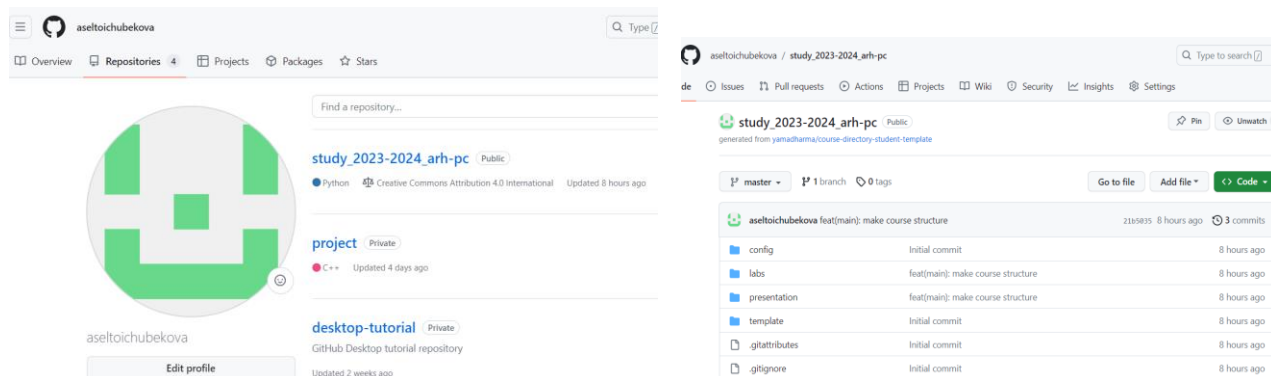 aseltoichubekova
Type /
Overview Repositories 4 Projects Packages Stars
Find a repository...
study_2023-2024_arh-pc Public
Python Creative Commons Attribution 4.0 International Updated 8 hours ago
project Private
C++ Updated 4 days ago
desktop-tutorial Private
GitHub Desktop tutorial repository
Updated 2 weeks ago
aseltoichubekova
Edit profile
aseltoichubekova / study_2023-2024_arh-pc
Type to search /
de Issues Pull requests Actions Projects Wiki Security Insights Settings
study_2023-2024_arh-pc Public
Pin Unwatch
generated from yamadharma/course-directory-student-template
master 1 branch 0 tags
Go to file Add file <> Code
aseltoichubekova feat(main): make course structure 21b5035 8 hours ago 3 commits
config Initial commit 8 hours ago
labs feat(main): make course structure 8 hours ago
presentation feat(main): make course structure 8 hours ago
template Initial commit 8 hours ago
.gitattributes Initial commit 8 hours ago
.gitignore Initial commit 8 hours ago